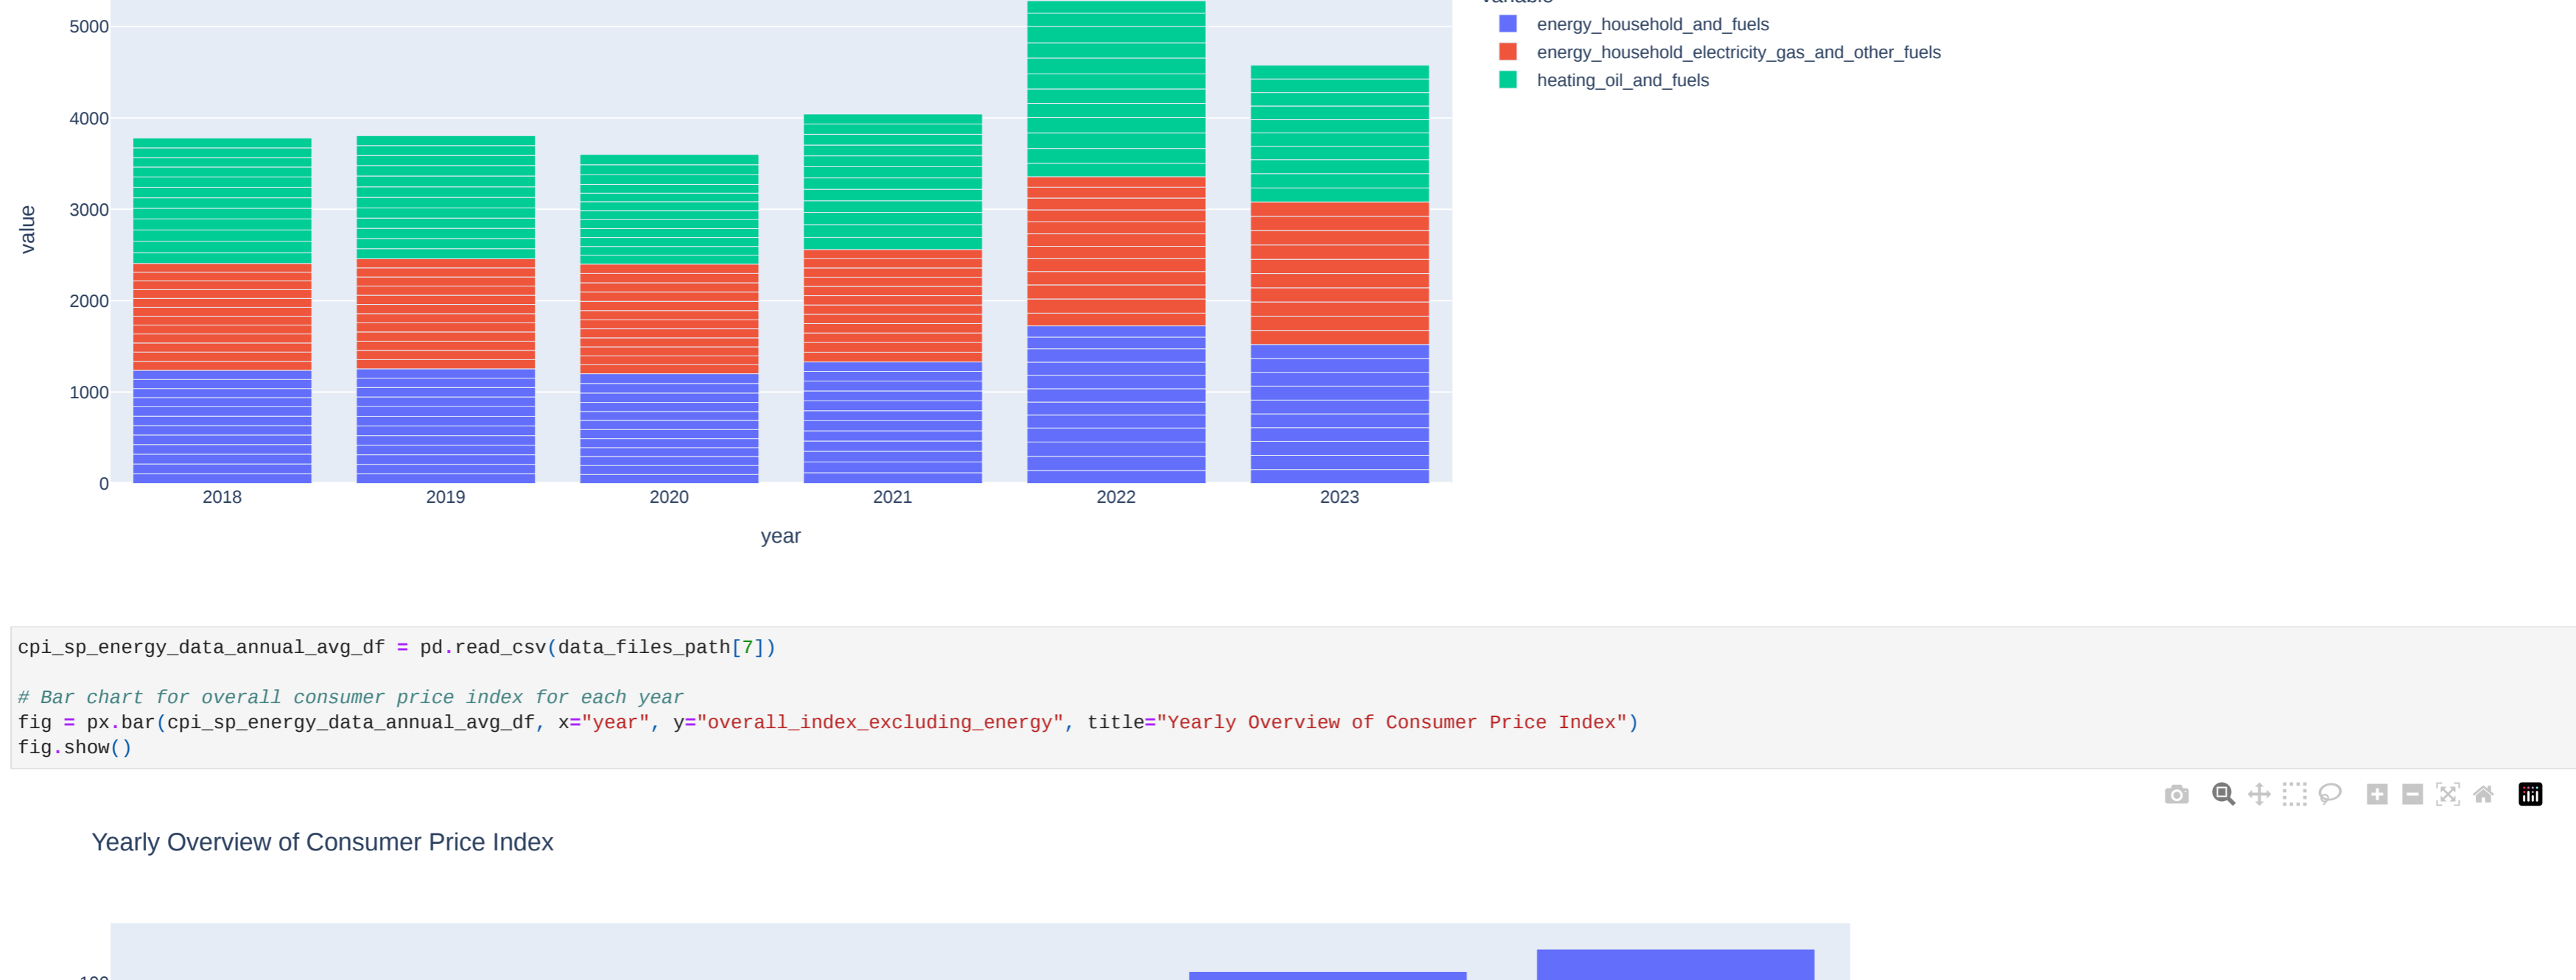 5000
4000
3000
2000
1000
0
value
2018 2019 2020 2021 2022 2023
year
energy_household_and_fuels
energy_household_electricity_gas_and_other_fuels
heating_oil_and_fuels
cpi_sp_energy_data_annual_avg_df = pd.read_csv(data_files_path[7])
# Bar chart for overall consumer price index for each year
fig = px.bar(cpi_sp_energy_data_annual_avg_df, x="year", y="overall_index_excluding_energy", title="Yearly Overview of Consumer Price Index")
fig.show()
Yearly Overview of Consumer Price Index